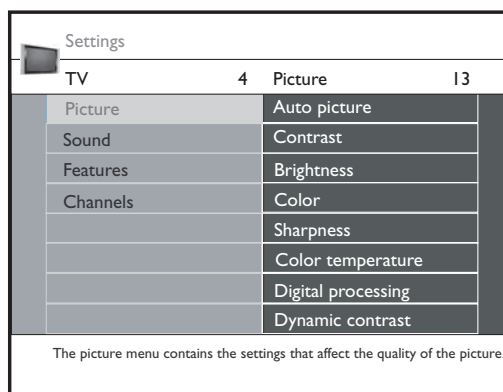 Settings
TV 4 Picture 13
Picture Auto picture
Sound Contrast
Features Brightness
Channels Color
Sharpness
Color temperature
Digital processing
Dynamic contrast
The picture menu contains the settings that affect the quality of the picture